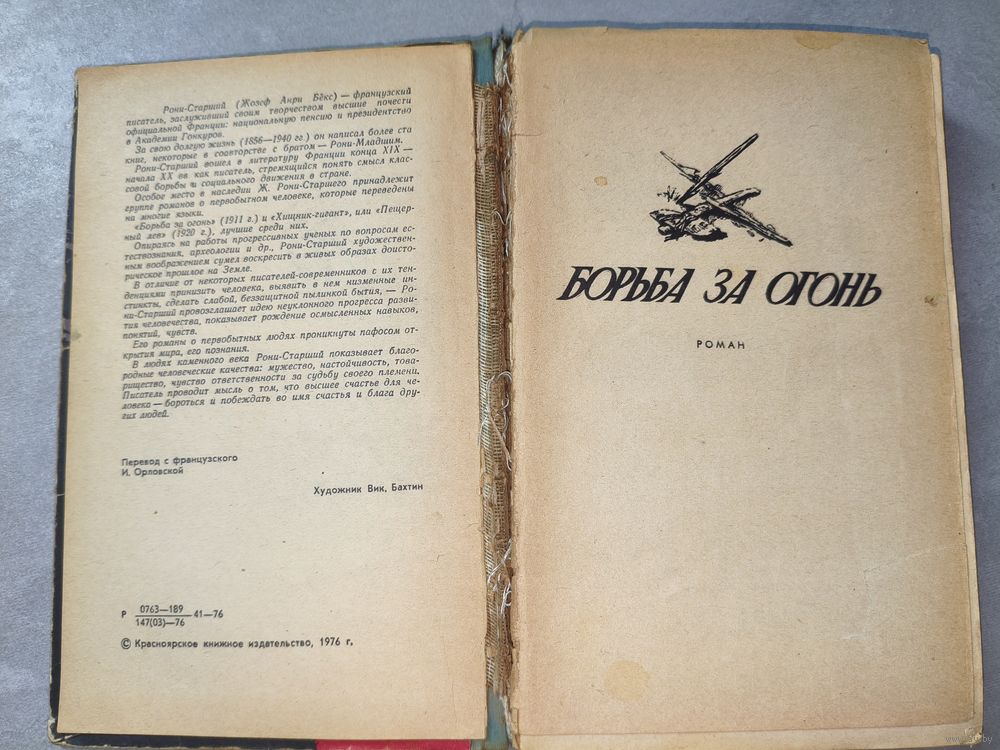 Рони-Старший (Жозеф Анри Бёкс) — французский
писатель, заслуживший своим творчеством высшие почести
официальной Франции: национальную пенсию и президентство
в Академии Гонкуров.
За свою долгую жизнь (1856—1940 гг.) он написал более ста
книг, некоторые в соавторстве с братом — Рони-Младшим.
Рони-Старший вошел в литературу Франции конца XIX —
начала XX вв как писатель, стремящийся понять смысл клас-
совой борьбы и социального движения в стране.
Особое место в наследии Ж. Рони-Старшего принадлежит
группе романов о первобытном человеке, которые переведены
на многие языки.
«Борьба за огонь» (1911 г.) и «Хищник-гигант», или «Пещер-
ный лев» (1920 г.), лучшие среди них.
Опираясь на работы прогрессивных ученых по вопросам ес-
тествознания, археологии и др., Рони-Старший художествен-
ным воображением сумел воскресить в живых образах доисто-
рическое прошлое на Земле.
В отличие от некоторых писателей-современников с их тен-
денциями принизить человека, выявить в нем низменные ин-
стинкты, сделать слабой, беззащитной пылинкой бытия, — Ро-
ни-Старший провозглашает идею неуклонного прогресса разви-
тия человечества, показывает рождение осмысленных навыков,
понятий, чувств.
Его романы о первобытных людях проникнуты пафосом от-
крытия мира, его познания.
В людях каменного века Рони-Старший показывает благо-
родные человеческие качества: мужество, настойчивость, това-
рищество, чувство ответственности за судьбу своего племени.
Писатель проводит мысль о том, что высшее счастье для че-
ловека — бороться и побеждать во имя счастья и блага дру-
гих людей.
Перевод с французского
И. Орловской
Художник Вик. Бахтин
Р 0763—189 41—76
147(03)—76
© Красноярское книжное издательство, 1976 г.
БОРЬБА ЗА ОГОНЬ
РОМАН